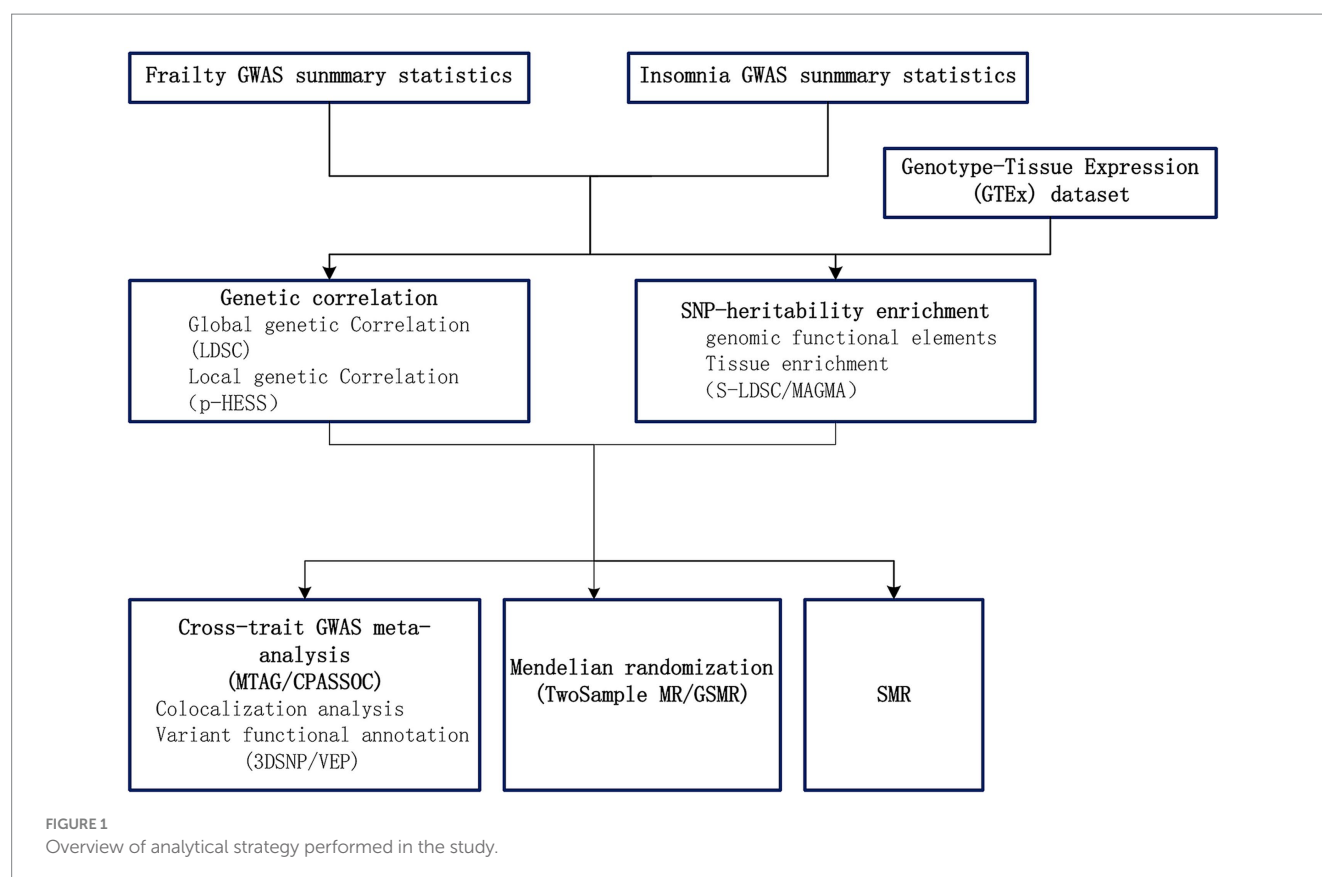 Frailty GWAS sunmmary statistics
Insomnia GWAS sunmmary statistics
Genotype-Tissue Expression
(GTEx) dataset
Genetic correlation
Global genetic Correlation
(LDSC)
Local genetic Correlation
(p-HESS)
SNP-heritability enrichment
genomic functional elements
Tissue enrichment
(S-LDSC/MAGMA)
Cross-trait GWAS meta-
analysis
(MTAG/CPASSOC)
Colocalization analysis
Variant functional annotation
(3DSNP/VEP)
Mendelian randomization
(TwoSample MR/GSMR)
SMR
FIGURE 1
Overview of analytical strategy performed in the study.